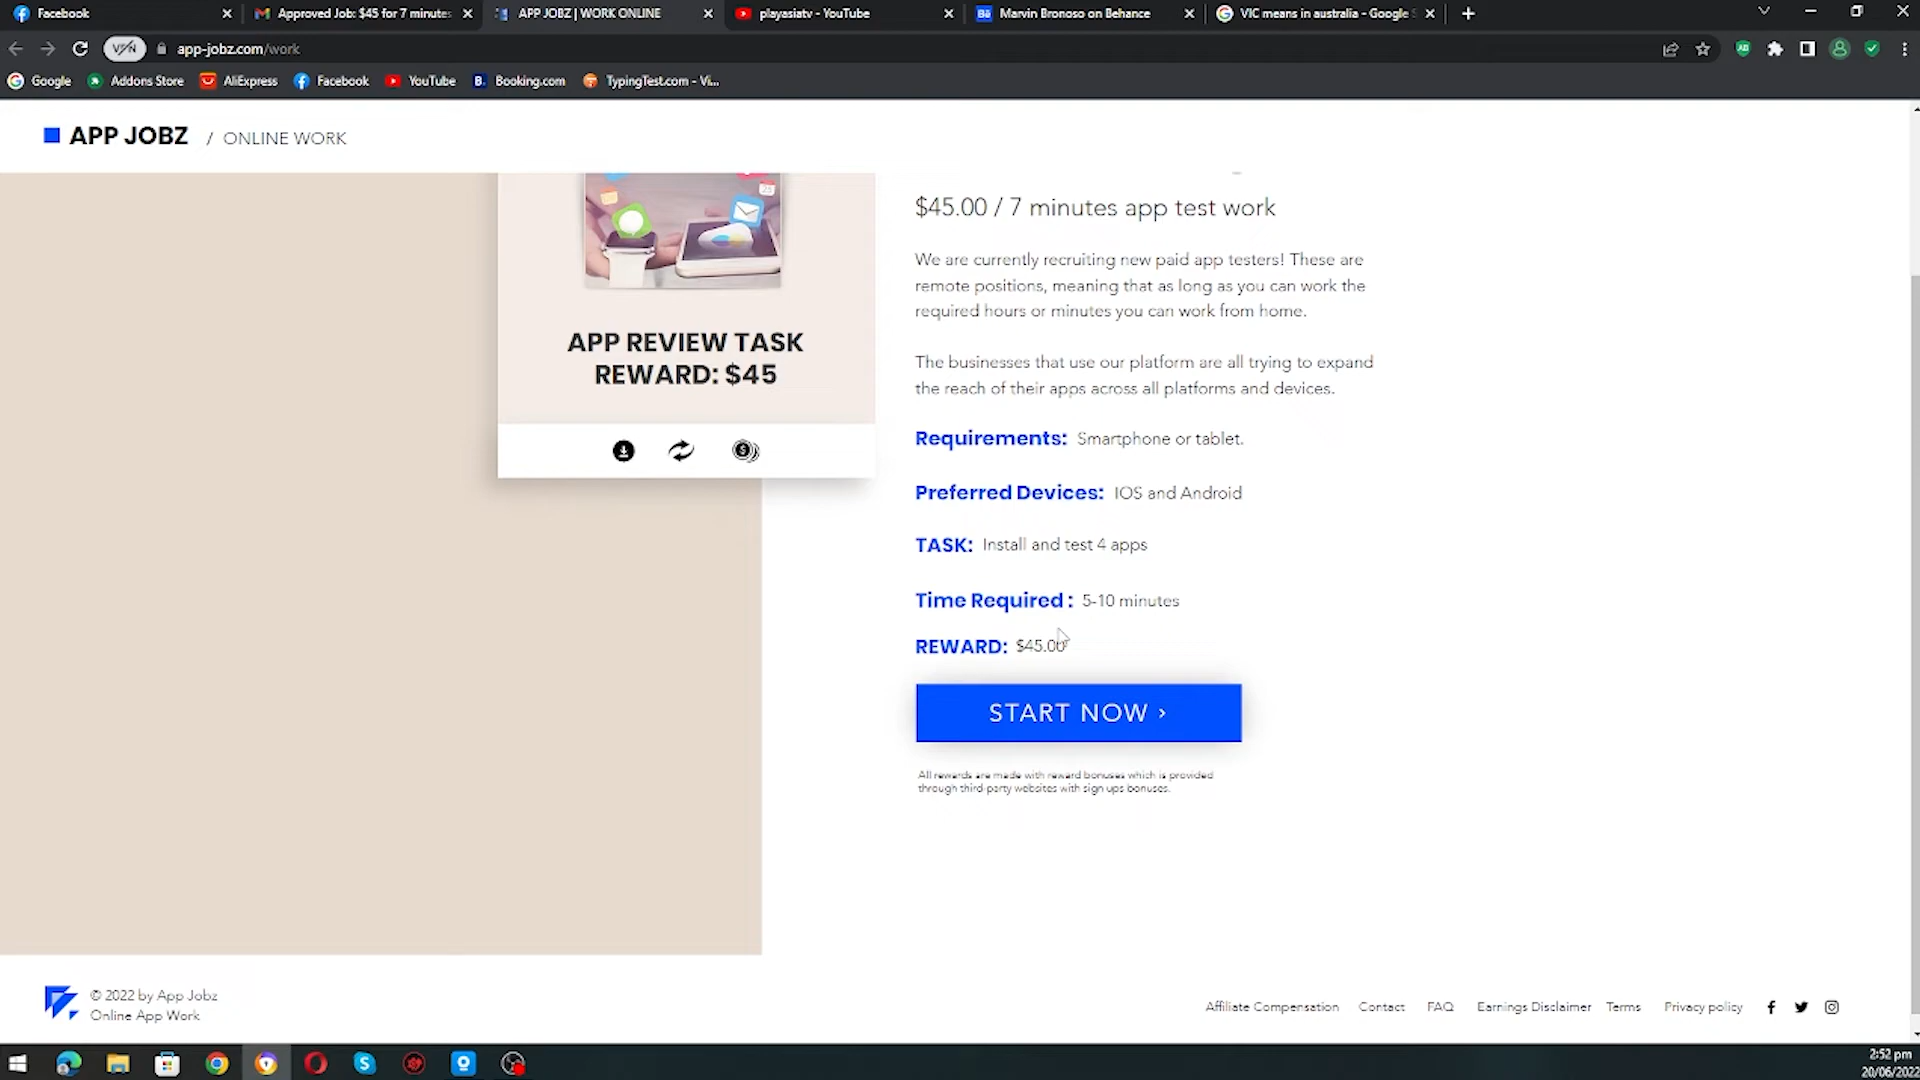 Facebook
Approved Job: $45 for 7 minutes
APP JOBZ | WORK ONLINE
playasiatv - YouTube
Marvin Bronoso on Behance
VIC means in australia - Google S
VPN
app-jobz.com/work
Google
Addons Store
AliExpress
Facebook
YouTube
Booking.com
TypingTest.com - Vi...
APP JOBZ / ONLINE WORK
$45.00 / 7 minutes app test work
We are currently recruiting new paid app testers! These are
remote positions, meaning that as long as you can work the
required hours or minutes you can work from home.
The businesses that use our platform are all trying to expand
the reach of their apps across all platforms and devices.
APP REVIEW TASK
REWARD: $45
Requirements: Smartphone or tablet.
Preferred Devices: IOS and Android
TASK: Install and test 4 apps
Time Required : 5-10 minutes
REWARD: $45.00
START NOW ›
All rewards are made with reward bonuses which is provided
through third-party websites with sign ups bonuses.
© 2022 by App Jobz
Online App Work
Affiliate Compensation
Contact
FAQ
Earnings Disclaimer
Terms
Privacy policy
2:52 pm
20/06/2022